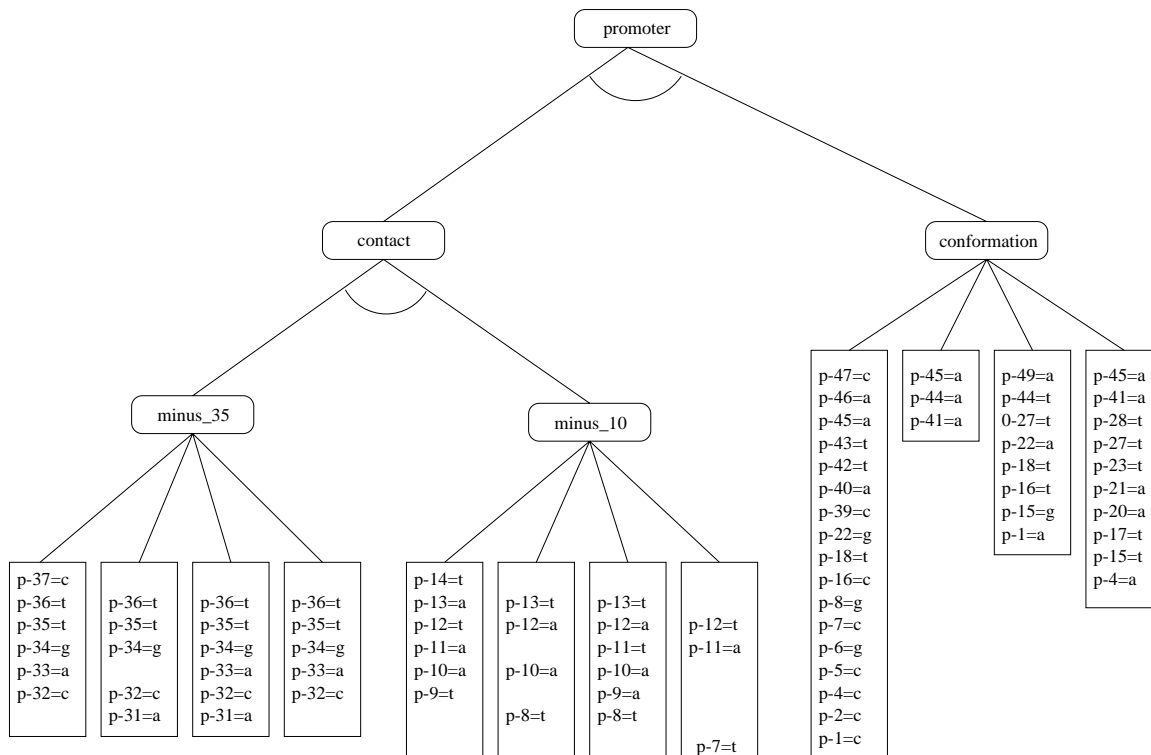 promoter
contact
conformation
minus_35
minus_10
p-37=c
p-36=t
p-35=t
p-34=g
p-33=a
p-32=c
p-36=t
p-35=t
p-34=g
p-32=c
p-31=a
p-36=t
p-35=t
p-34=g
p-33=a
p-32=c
p-31=a
p-36=t
p-35=t
p-34=g
p-33=a
p-32=c
p-14=t
p-13=a
p-12=t
p-11=a
p-10=a
p-9=t
p-13=t
p-12=a
p-10=a
p-8=t
p-13=t
p-12=a
p-11=t
p-10=a
p-9=a
p-8=t
p-12=t
p-11=a
p-7=t
p-47=c
p-46=a
p-45=a
p-43=t
p-42=t
p-40=a
p-39=c
p-22=g
p-18=t
p-16=c
p-8=g
p-7=c
p-6=g
p-5=c
p-4=c
p-2=c
p-1=c
p-45=a
p-44=a
p-41=a
p-49=a
p-44=t
0-27=t
p-22=a
p-18=t
p-16=t
p-15=g
p-1=a
p-45=a
p-41=a
p-28=t
p-27=t
p-23=t
p-21=a
p-20=a
p-17=t
p-15=t
p-4=a